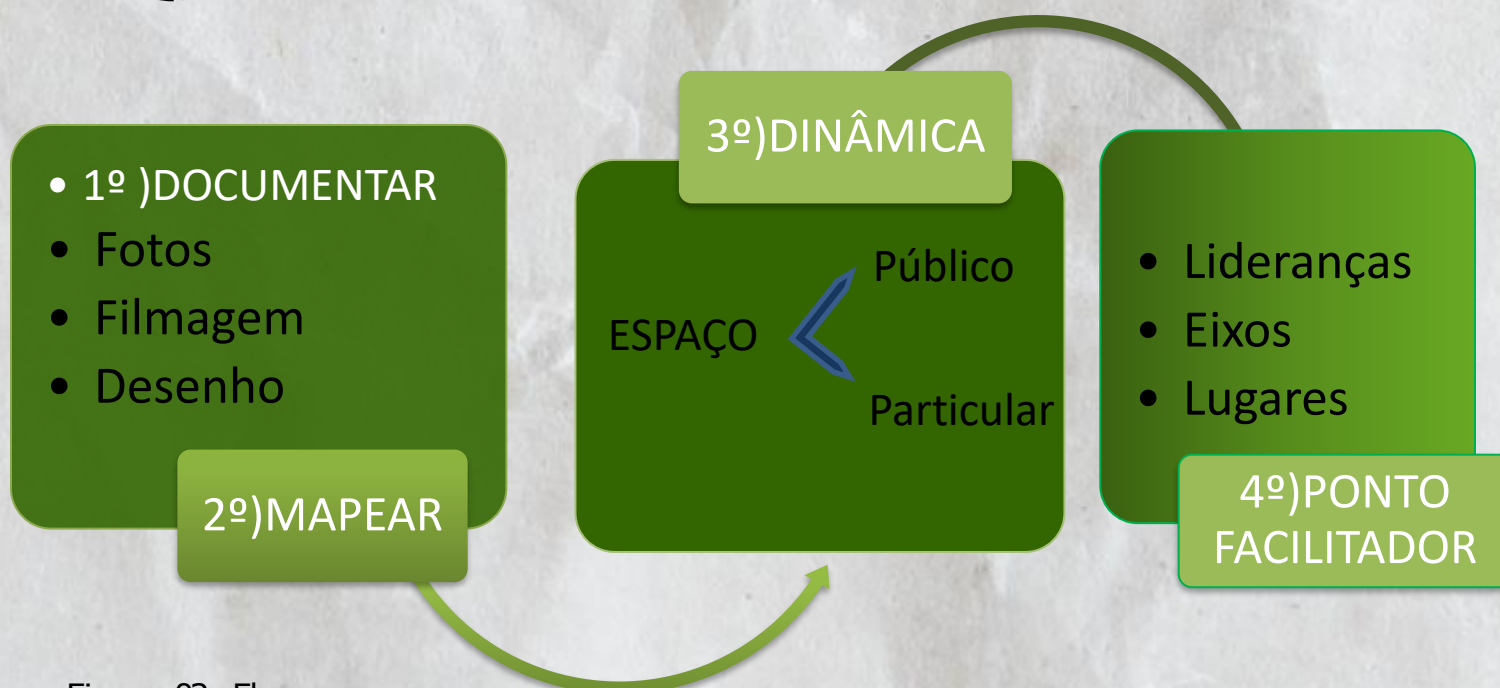 • 1º )DOCUMENTAR
• Fotos
• Filmagem
• Desenho
2º)MAPEAR
3º)DINÂMICA
ESPAÇO
Público
Particular
• Lideranças
• Eixos
• Lugares
4º)PONTO
FACILITADOR